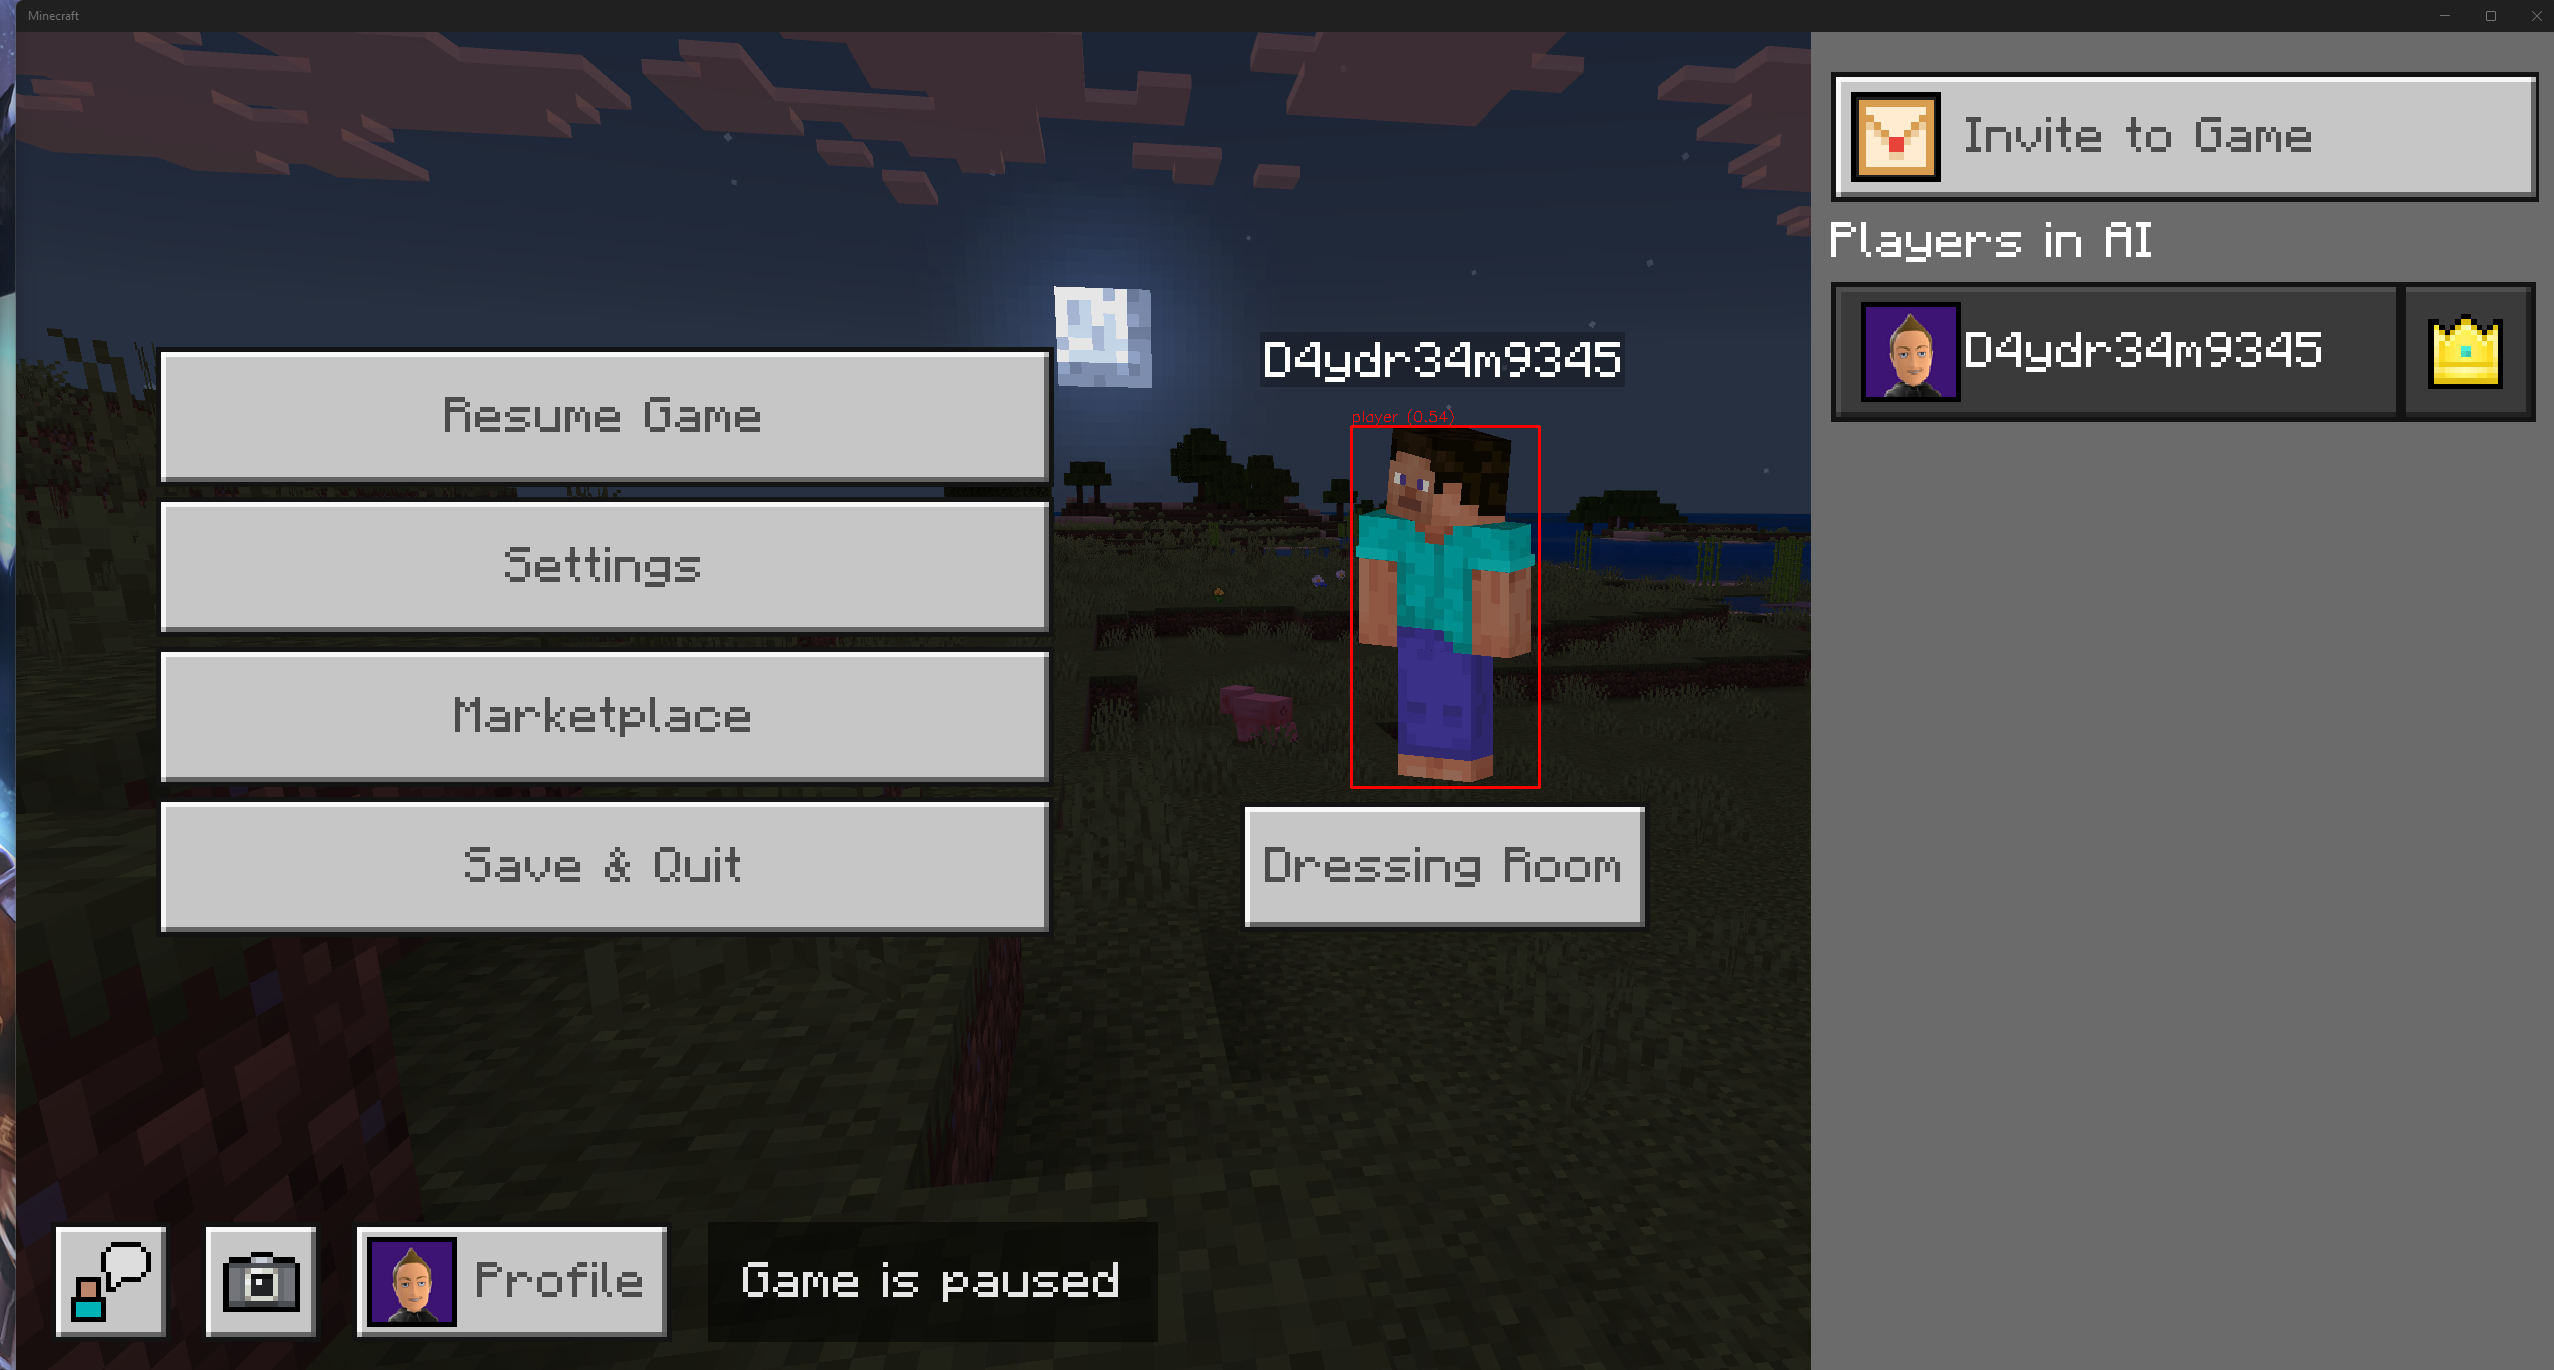 Minecraft
Invite to Game
Players in AI
D4ydr34m9345
D4ydr34m9345
player (0.54)
Resume Game
Settings
Marketplace
Save & Quit
Dressing Room
Profile
Game is paused